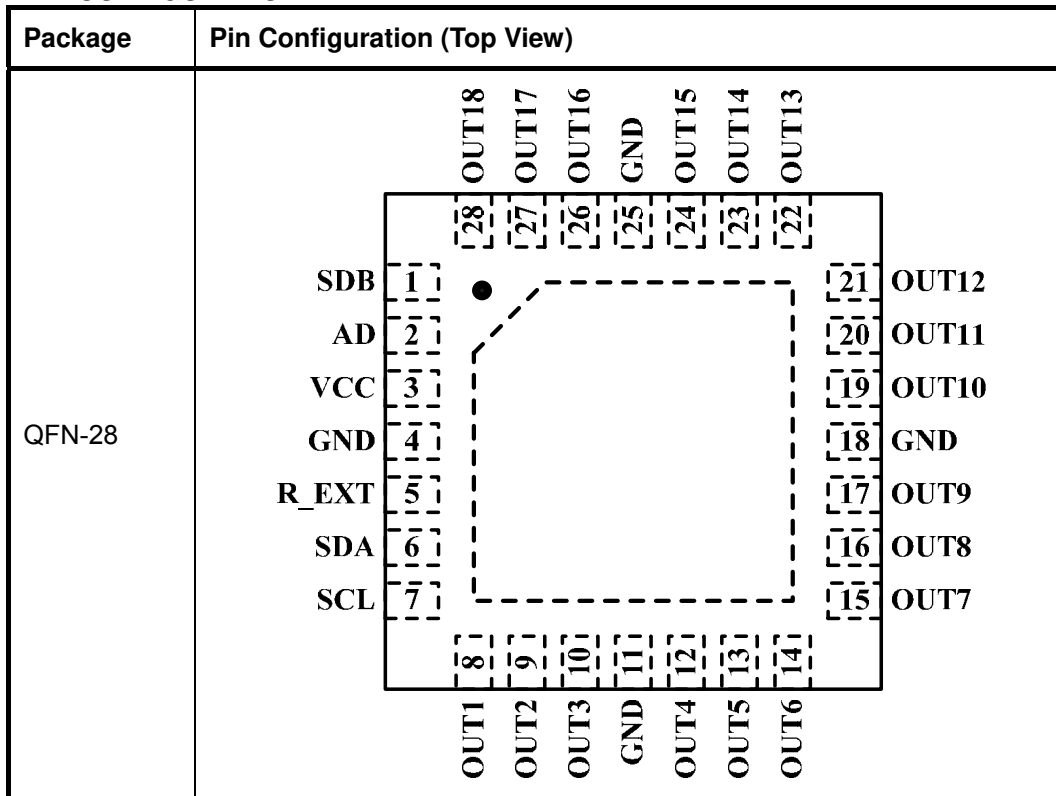 Package
Pin Configuration (Top View)
QFN-28
OUT18
OUT17
OUT16
GND
OUT15
OUT14
OUT13
28
27
26
25
24
23
22
SDB 1
AD 2
VCC 3
GND 4
R_EXT 5
SDA 6
SCL 7
21 OUT12
20 OUT11
19 OUT10
18 GND
17 OUT9
16 OUT8
15 OUT7
8
9
10
11
12
13
14
OUT1
OUT2
OUT3
GND
OUT4
OUT5
OUT6